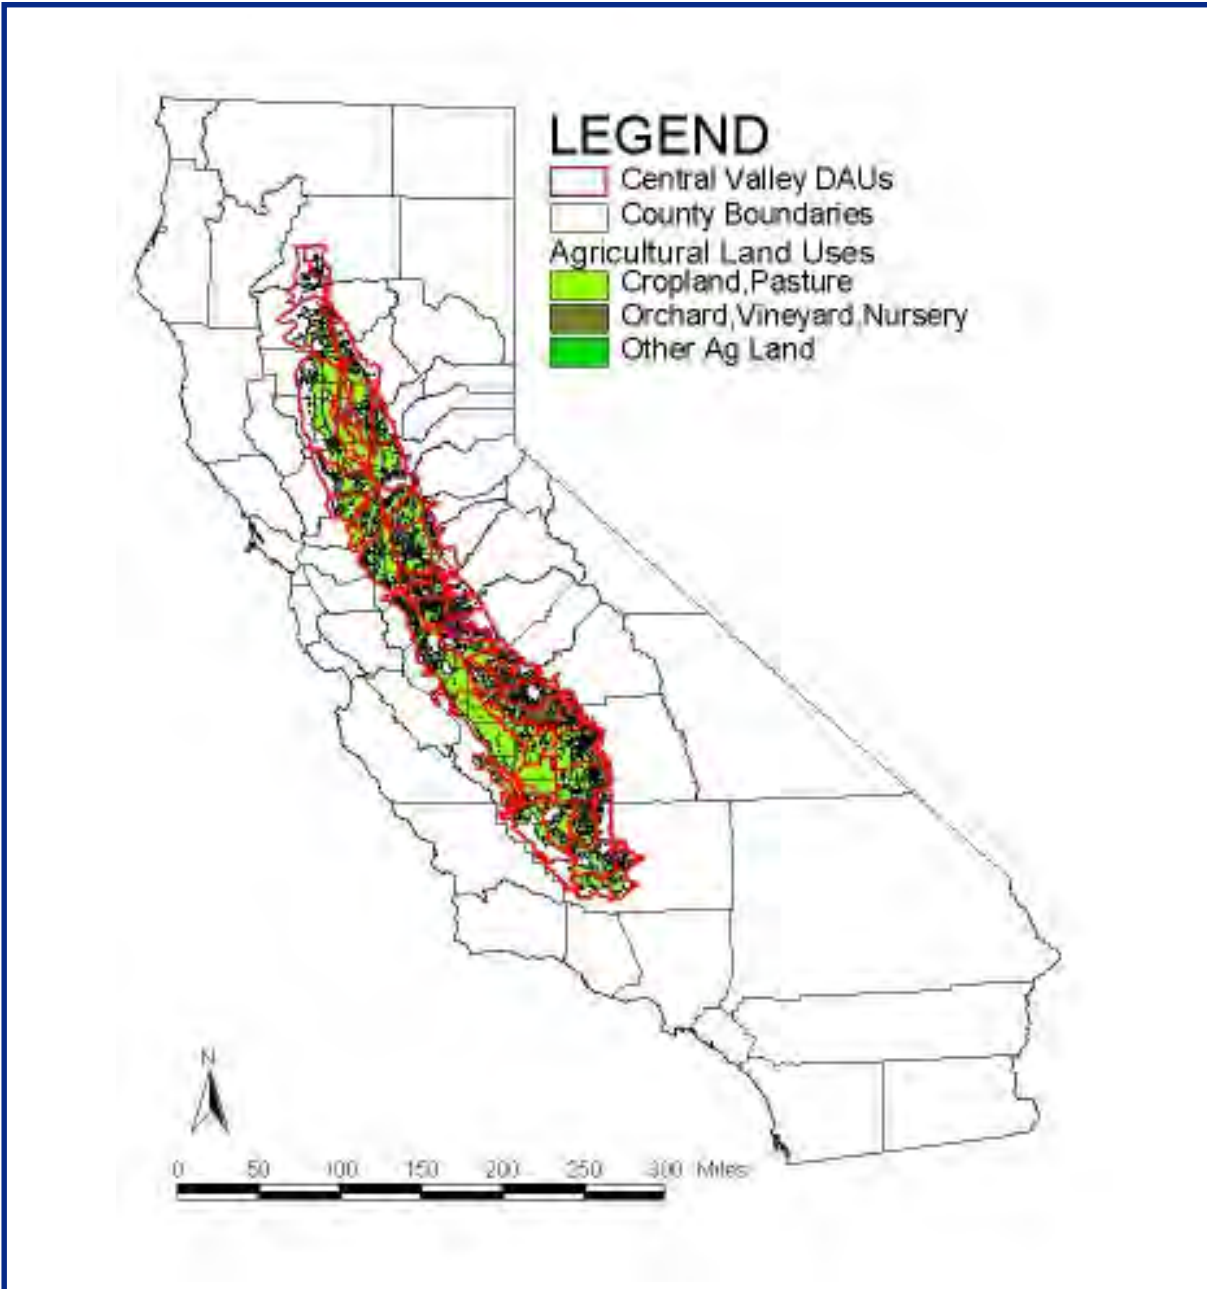 LEGEND
Central Valley DAUs
County Boundaries
Agricultural Land Uses
Cropland,Pasture
Orchard,Vineyard,Nursery
Other Ag Land
N
0 50 100 150 200 250 300 Miles